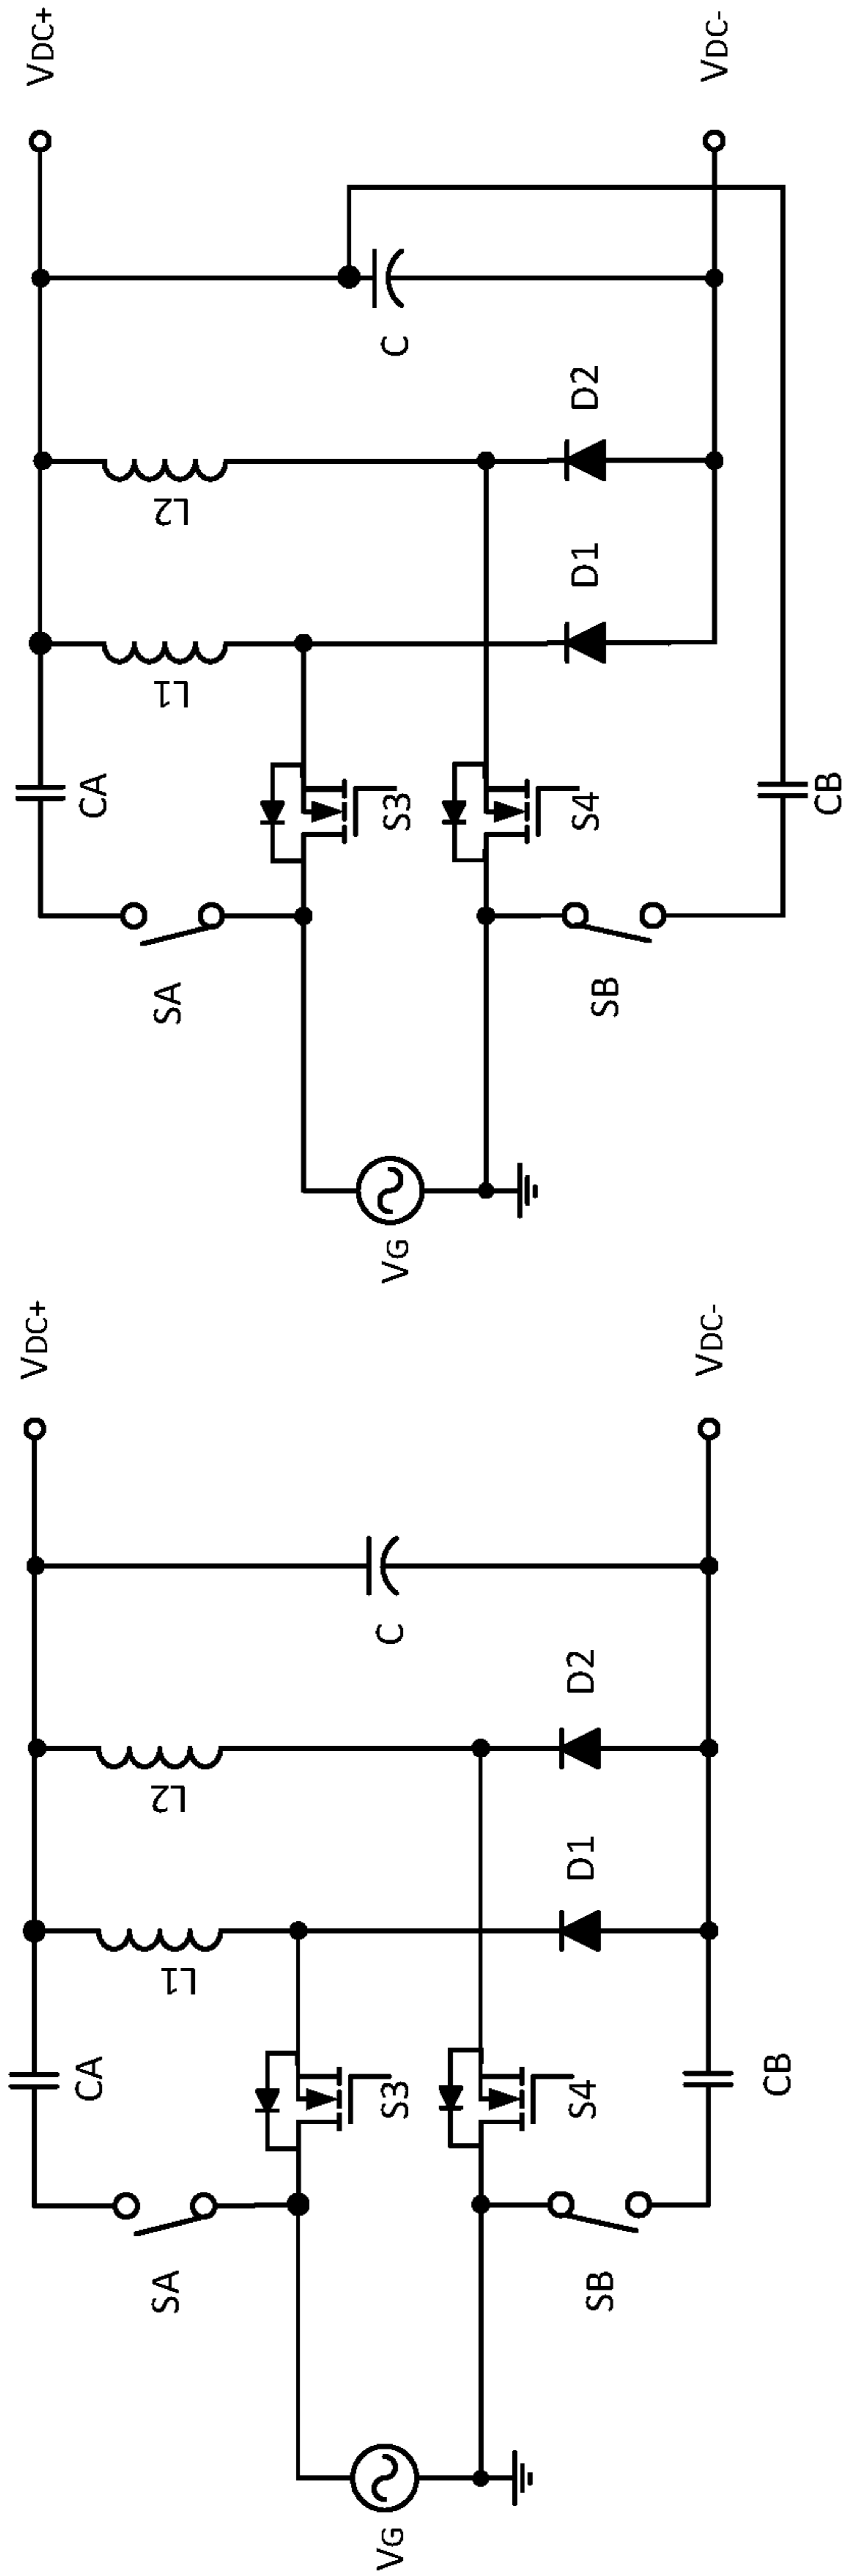 VDC+
VDC-
C
D2
L2
D1
L1
CA
S3
S4
CB
SA
SB
VG
VDC+
VDC-
C
D2
L2
D1
L1
CA
S3
S4
CB
SA
SB
VG